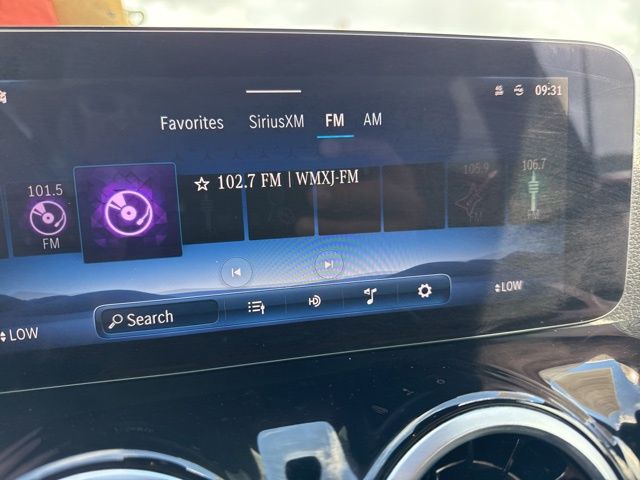 09:31
Favorites SiriusXM FM AM
101.5
FM
☆ 102.7 FM | WMXJ-FM
105.9
FM
106.7
FM
LOW
Search
LOW